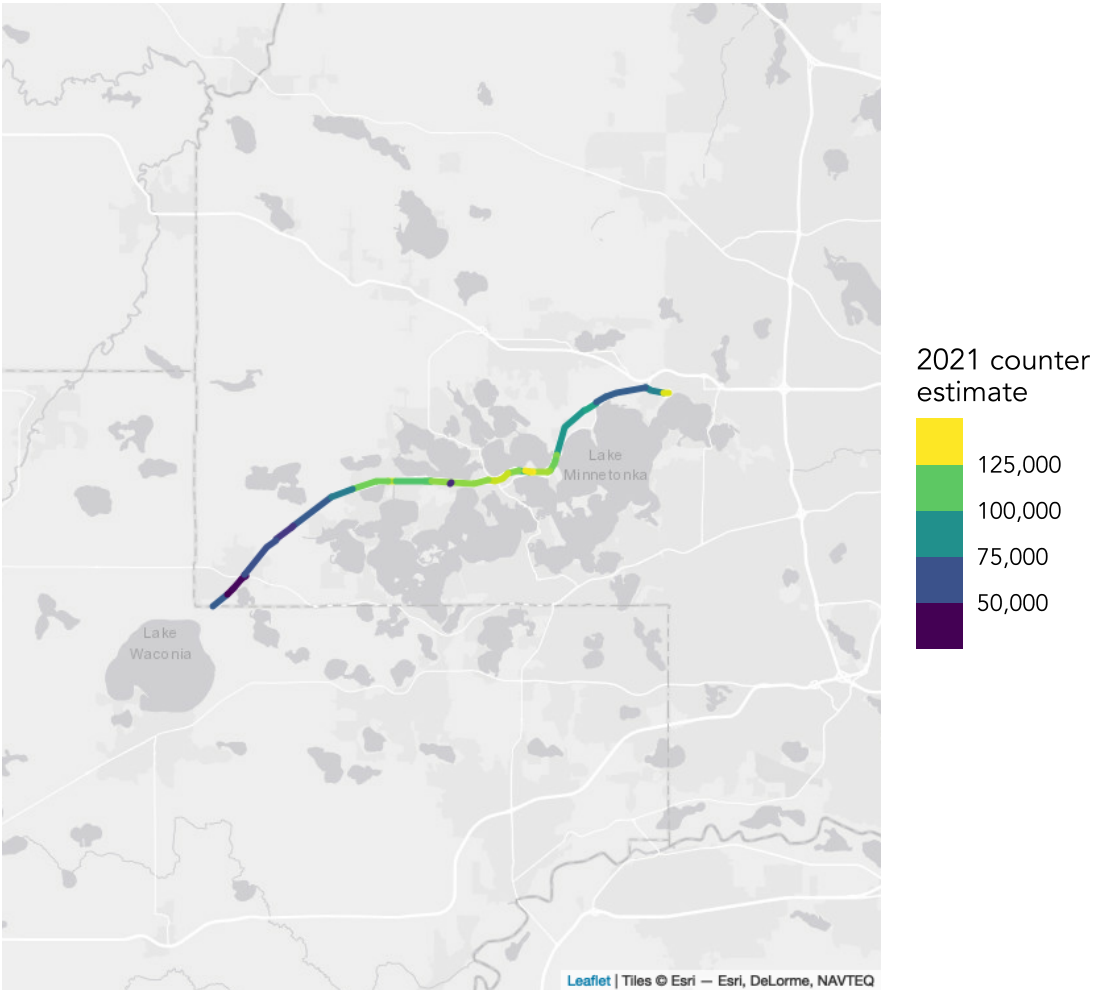 2021 counter
estimate
125,000
100,000
75,000
50,000
Lake
Minnetonka
Lake
Waconia
Leaflet | Tiles © Esri — Esri, DeLorme, NAVTEQ